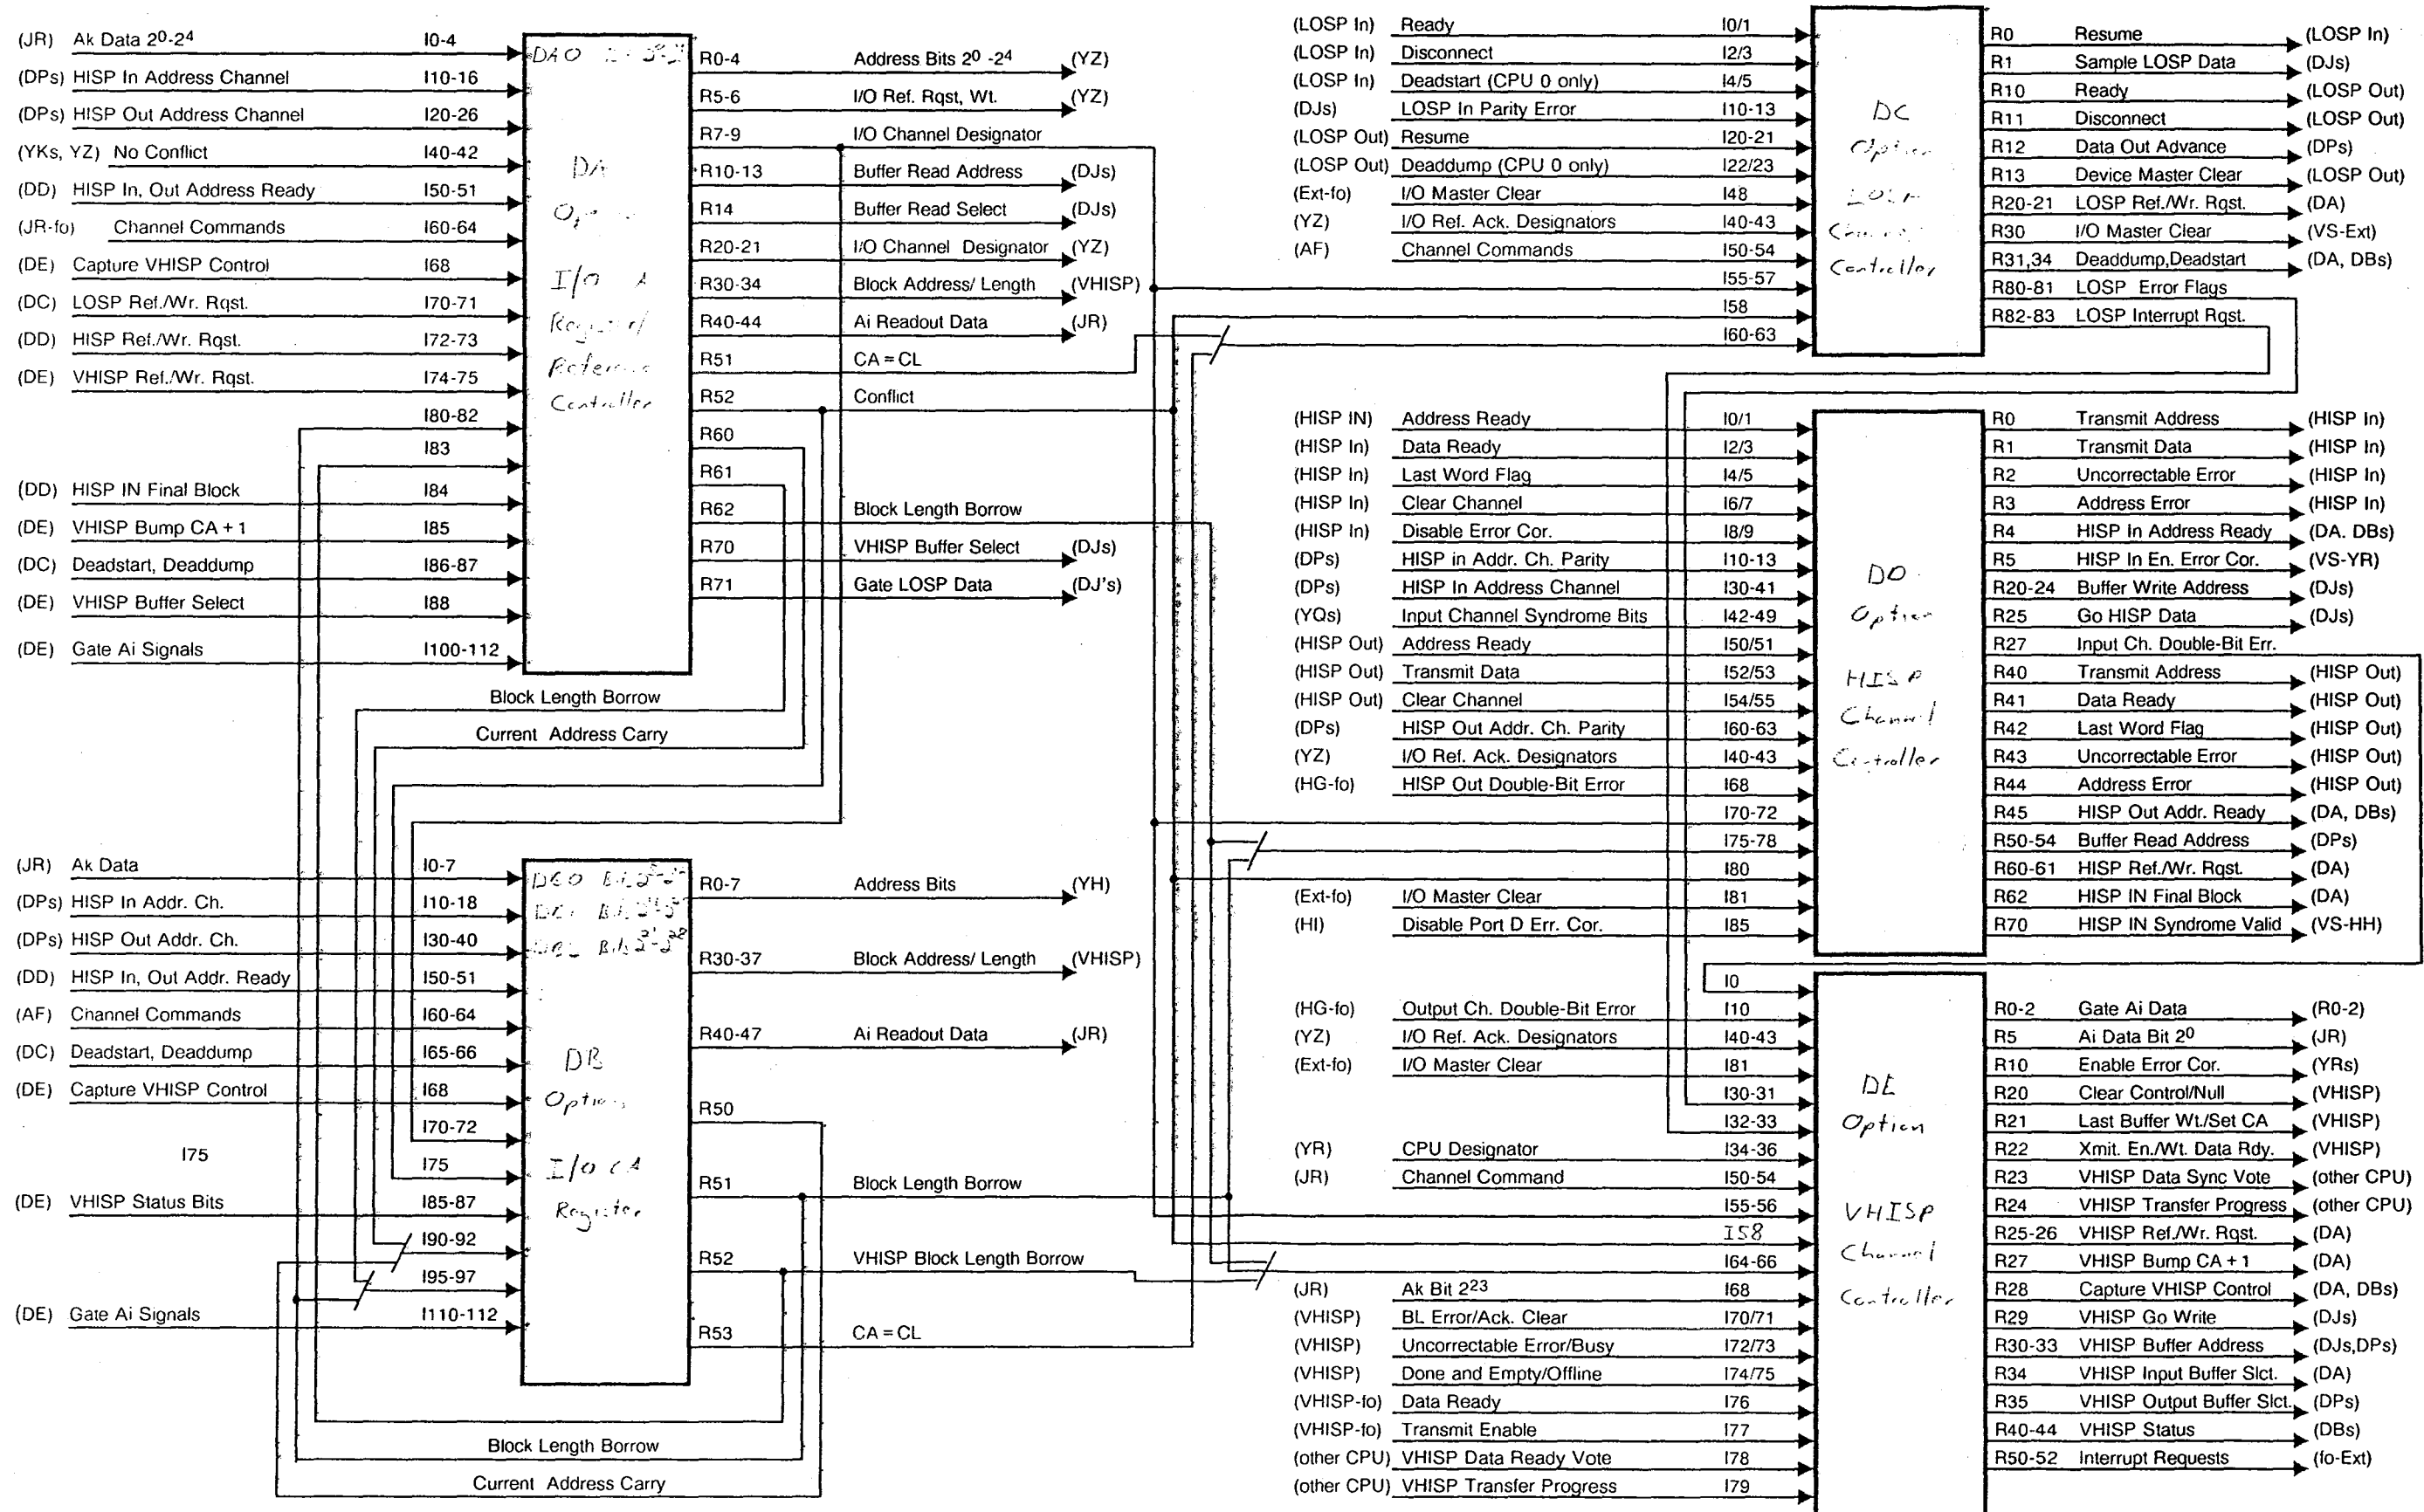 (JR) Ak Data 2⁰-2⁴ I0-4
(DPs) HISP In Address Channel I10-16
(DPs) HISP Out Address Channel I20-26
(YKs, YZ) No Conflict I40-42
(DD) HISP In, Out Address Ready I50-51
(JR-fo) Channel Commands I60-64
(DE) Capture VHISP Control I68
(DC) LOSP Ref./Wr. Rqst. I70-71
(DD) HISP Ref./Wr. Rqst. I72-73
(DE) VHISP Ref./Wr. Rqst. I74-75
I80-82
I83
(DD) HISP IN Final Block I84
(DE) VHISP Bump CA + 1 I85
(DC) Deadstart, Deaddump I86-87
(DE) VHISP Buffer Select I88
(DE) Gate Ai Signals I100-112
DA0
DA
I/O
Controller
R0-4 Address Bits 2⁰ -2⁴ (YZ)
R5-6 I/O Ref. Rqst, Wt. (YZ)
R7-9 I/O Channel Designator
R10-13 Buffer Read Address (DJs)
R14 Buffer Read Select (DJs)
R20-21 I/O Channel Designator (YZ)
R30-34 Block Address/ Length (VHISP)
R40-44 Ai Readout Data (JR)
R51 CA = CL
R52 Conflict
R60
R61
R62 Block Length Borrow
R70 VHISP Buffer Select (DJs)
R71 Gate LOSP Data (DJ's)
Block Length Borrow
Current Address Carry
(JR) Ak Data I0-7
(DPs) HISP In Addr. Ch. I10-18
(DPs) HISP Out Addr. Ch. I30-40
(DD) HISP In, Out Addr. Ready I50-51
(AF) Channel Commands I60-64
(DC) Deadstart, Deaddump I65-66
(DE) Capture VHISP Control I68
I70-72
I75
I75
(DE) VHISP Status Bits I85-87
I90-92
I95-97
(DE) Gate Ai Signals I110-112
DB
Option
I/O CA
Register
R0-7 Address Bits (YH)
R30-37 Block Address/ Length (VHISP)
R40-47 Ai Readout Data (JR)
R50
R51 Block Length Borrow
R52 VHISP Block Length Borrow
R53 CA = CL
Block Length Borrow
Current Address Carry
(LOSP In) Ready I0/1
(LOSP In) Disconnect I2/3
(LOSP In) Deadstart (CPU 0 only) I4/5
(DJs) LOSP In Parity Error I10-13
(LOSP Out) Resume I20-21
(LOSP Out) Deaddump (CPU 0 only) I22/23
(Ext-fo) I/O Master Clear I48
(YZ) I/O Ref. Ack. Designators I40-43
(AF) Channel Commands I50-54
I55-57
I58
I60-63
DC
Option
Controller
R0 Resume (LOSP In)
R1 Sample LOSP Data (DJs)
R10 Ready (LOSP Out)
R11 Disconnect (LOSP Out)
R12 Data Out Advance (DPs)
R13 Device Master Clear (LOSP Out)
R20-21 LOSP Ref./Wr. Rqst. (DA)
R30 I/O Master Clear (VS-Ext)
R31,34 Deaddump,Deadstart (DA, DBs)
R80-81 LOSP Error Flags
R82-83 LOSP Interrupt Rqst.
(HISP IN) Address Ready I0/1
(HISP In) Data Ready I2/3
(HISP In) Last Word Flag I4/5
(HISP In) Clear Channel I6/7
(HISP In) Disable Error Cor. I8/9
(DPs) HISP in Addr. Ch. Parity I10-13
(DPs) HISP In Address Channel I30-41
(YQs) Input Channel Syndrome Bits I42-49
(HISP Out) Address Ready I50/51
(HISP Out) Transmit Data I52/53
(HISP Out) Clear Channel I54/55
(DPs) HISP Out Addr. Ch. Parity I60-63
(YZ) I/O Ref. Ack. Designators I40-43
(HG-fo) HISP Out Double-Bit Error I68
I70-72
I75-78
I80
(Ext-fo) I/O Master Clear I81
(HI) Disable Port D Err. Cor. I85
Option
HISP
Channel
Controller
R0 Transmit Address (HISP In)
R1 Transmit Data (HISP In)
R2 Uncorrectable Error (HISP In)
R3 Address Error (HISP In)
R4 HISP In Address Ready (DA. DBs)
R5 HISP In En. Error Cor. (VS-YR)
R20-24 Buffer Write Address (DJs)
R25 Go HISP Data (DJs)
R27 Input Ch. Double-Bit Err.
R40 Transmit Address (HISP Out)
R41 Data Ready (HISP Out)
R42 Last Word Flag (HISP Out)
R43 Uncorrectable Error (HISP Out)
R44 Address Error (HISP Out)
R45 HISP Out Addr. Ready (DA, DBs)
R50-54 Buffer Read Address (DPs)
R60-61 HISP Ref./Wr. Rqst. (DA)
R62 HISP IN Final Block (DA)
R70 HISP IN Syndrome Valid (VS-HH)
I0
(HG-fo) Output Ch. Double-Bit Error I10
(YZ) I/O Ref. Ack. Designators I40-43
(Ext-fo) I/O Master Clear I81
I30-31
I32-33
(YR) CPU Designator I34-36
(JR) Channel Command I50-54
I55-56
I58
I64-66
(JR) Ak Bit 2²³ I68
(VHISP) BL Error/Ack. Clear I70/71
(VHISP) Uncorrectable Error/Busy I72/73
(VHISP) Done and Empty/Offline I74/75
(VHISP-fo) Data Ready I76
(VHISP-fo) Transmit Enable I77
(other CPU) VHISP Data Ready Vote I78
(other CPU) VHISP Transfer Progress I79
DE
Option
VHISP
Channel
Controller
R0-2 Gate Ai Data (R0-2)
R5 Ai Data Bit 2⁰ (JR)
R10 Enable Error Cor. (YRs)
R20 Clear Control/Null (VHISP)
R21 Last Buffer Wt./Set CA (VHISP)
R22 Xmit. En./Wt. Data Rdy. (VHISP)
R23 VHISP Data Sync Vote (other CPU)
R24 VHISP Transfer Progress (other CPU)
R25-26 VHISP Ref./Wr. Rqst. (DA)
R27 VHISP Bump CA + 1 (DA)
R28 Capture VHISP Control (DA, DBs)
R29 VHISP Go Write (DJs)
R30-33 VHISP Buffer Address (DJs,DPs)
R34 VHISP Input Buffer Slct. (DA)
R35 VHISP Output Buffer Slct. (DPs)
R40-44 VHISP Status (DBs)
R50-52 Interrupt Requests (fo-Ext)